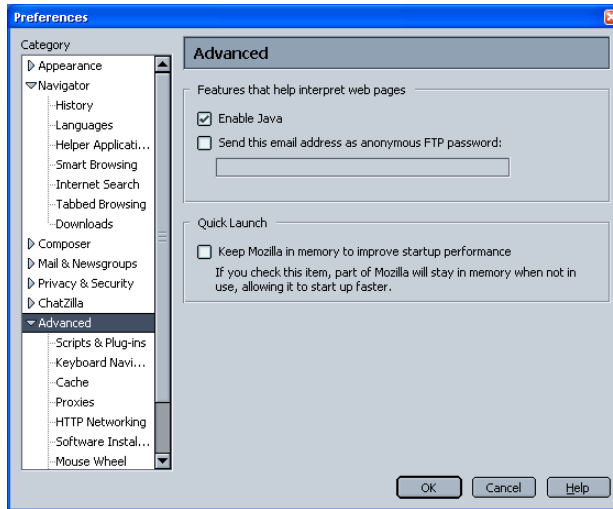 Preferences
Category
Appearance
Navigator
History
Languages
Helper Applicati...
Smart Browsing
Internet Search
Tabbed Browsing
Downloads
Composer
Mail & Newsgroups
Privacy & Security
ChatZilla
Advanced
Scripts & Plug-ins
Keyboard Navi...
Cache
Proxies
HTTP Networking
Software Instal...
Mouse Wheel
Advanced
Features that help interpret web pages
Enable Java
Send this email address as anonymous FTP password:
Quick Launch
Keep Mozilla in memory to improve startup performance
If you check this item, part of Mozilla will stay in memory when not in
use, allowing it to start up faster.
OK
Cancel
Help